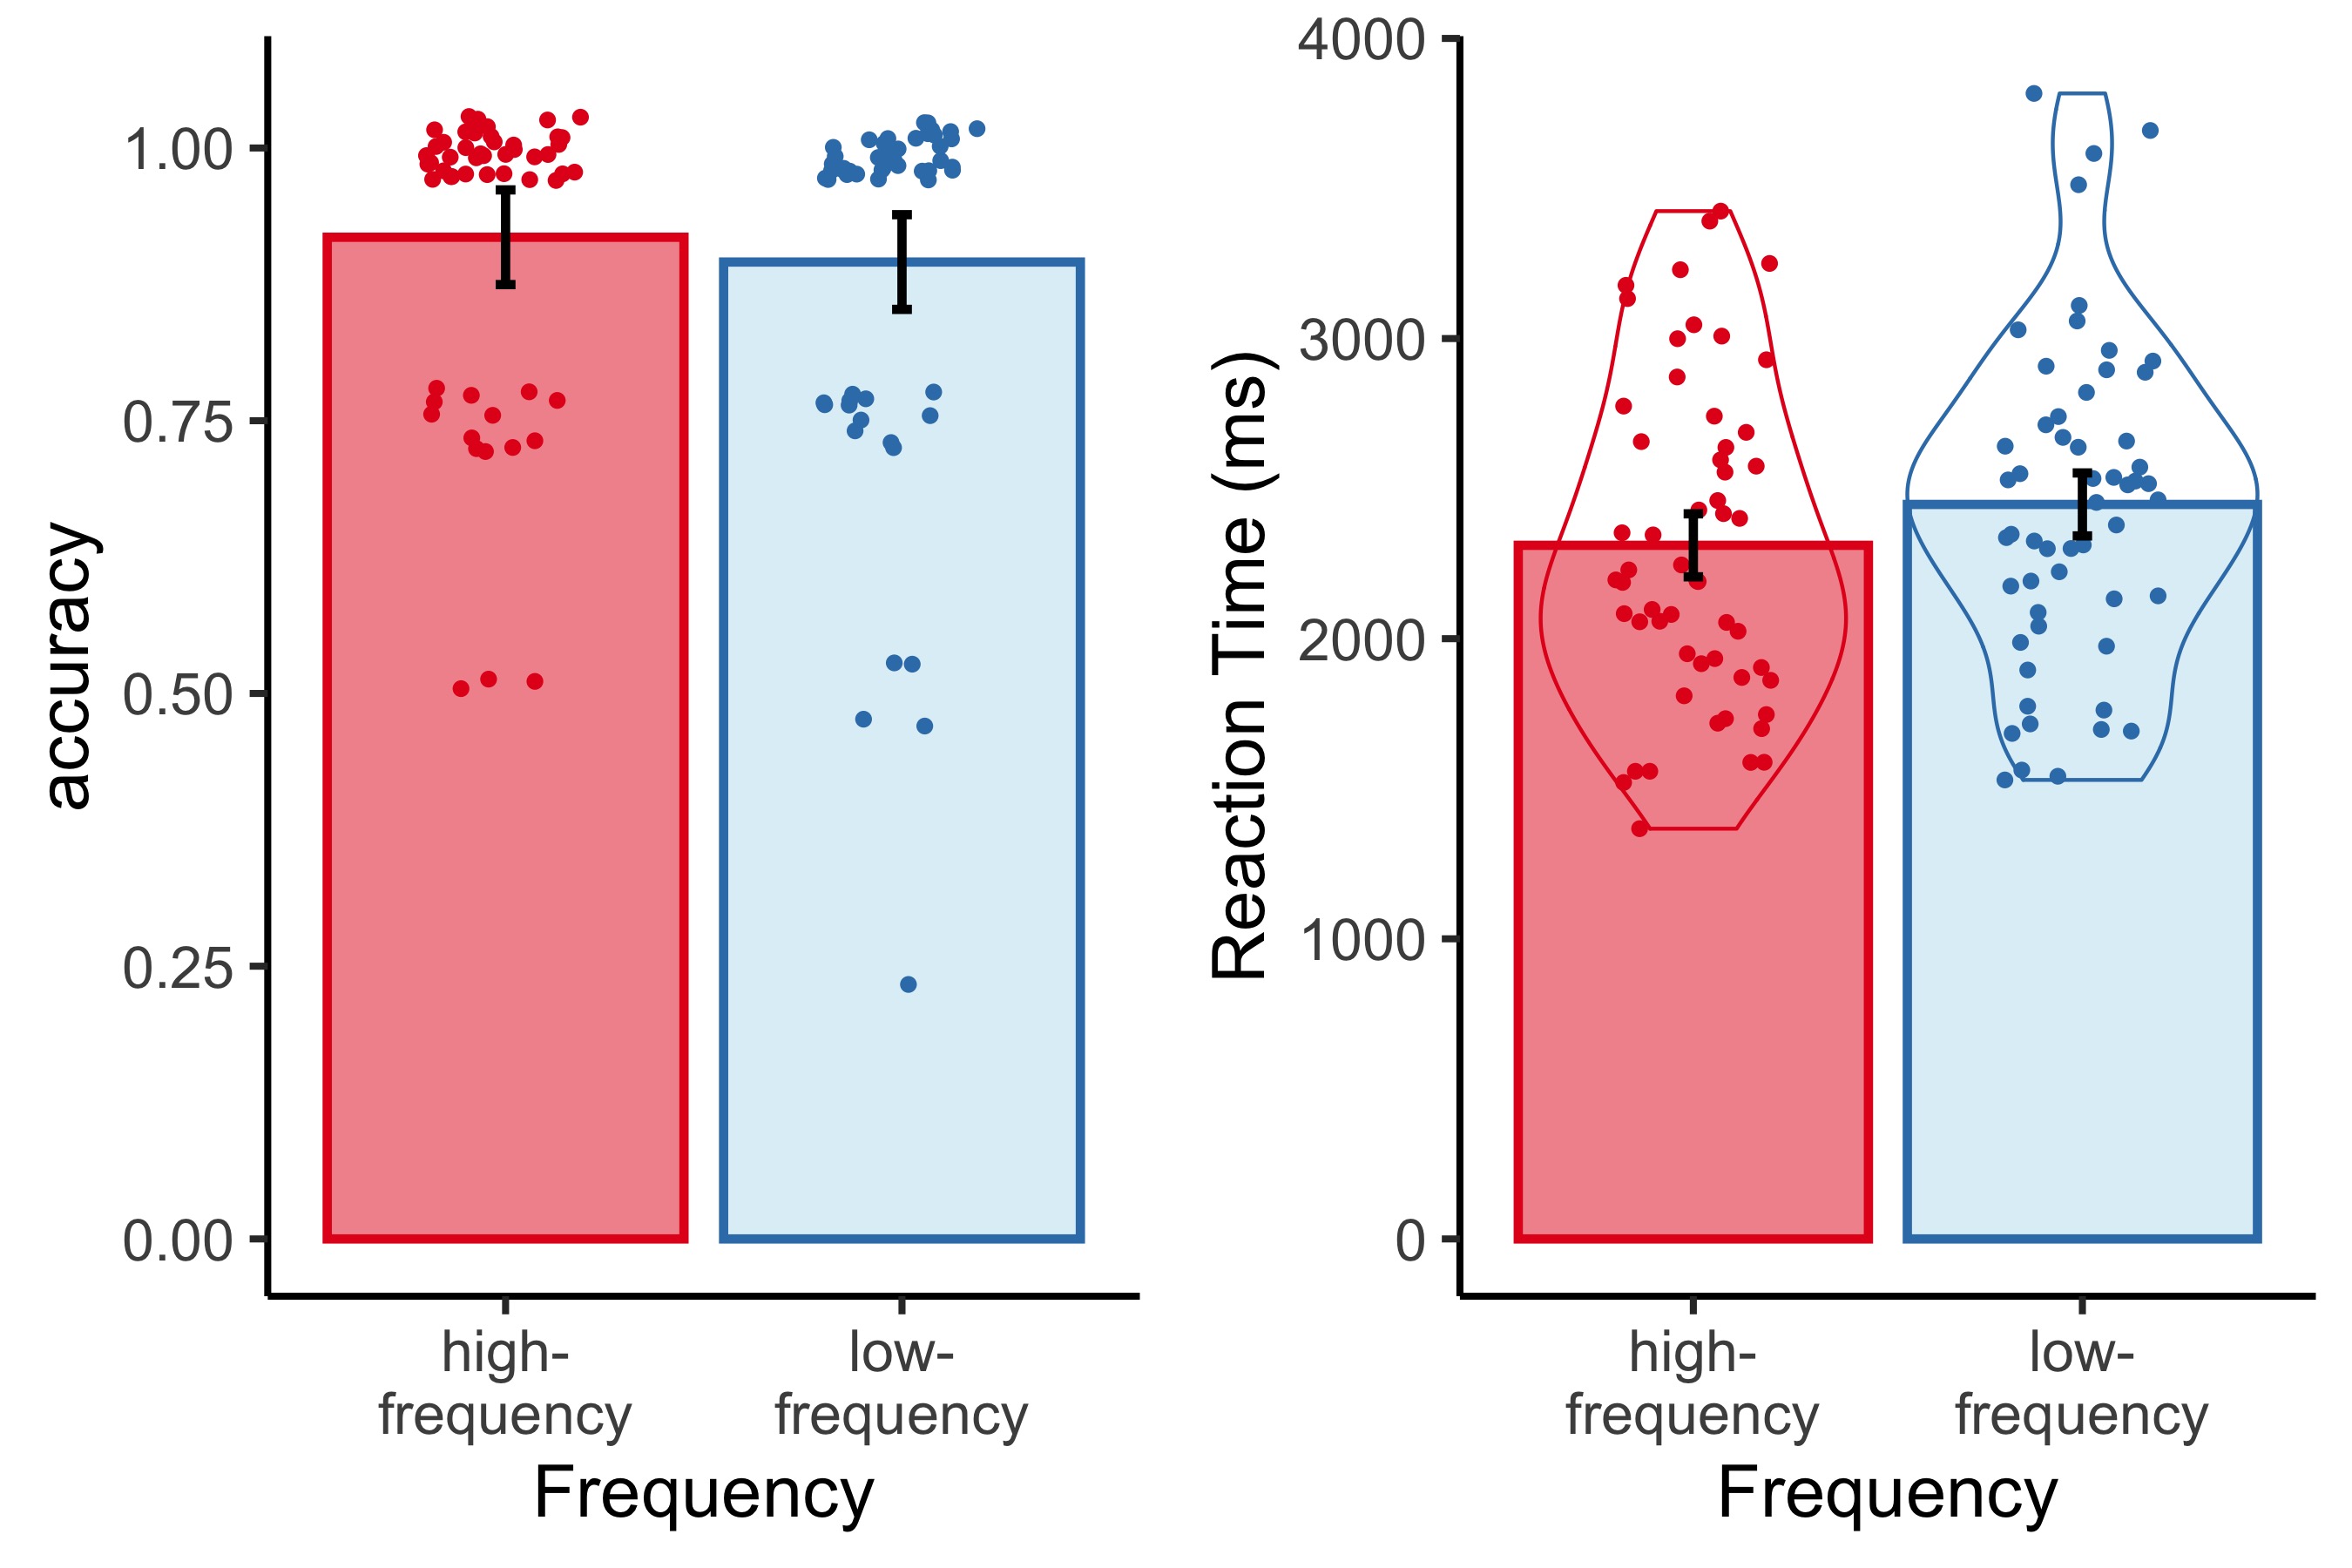 accuracy
1.00
0.75
0.50
0.25
0.00
high-
frequency
low-
frequency
Frequency
Reaction Time (ms)
4000
3000
2000
1000
0
high-
frequency
low-
frequency
Frequency